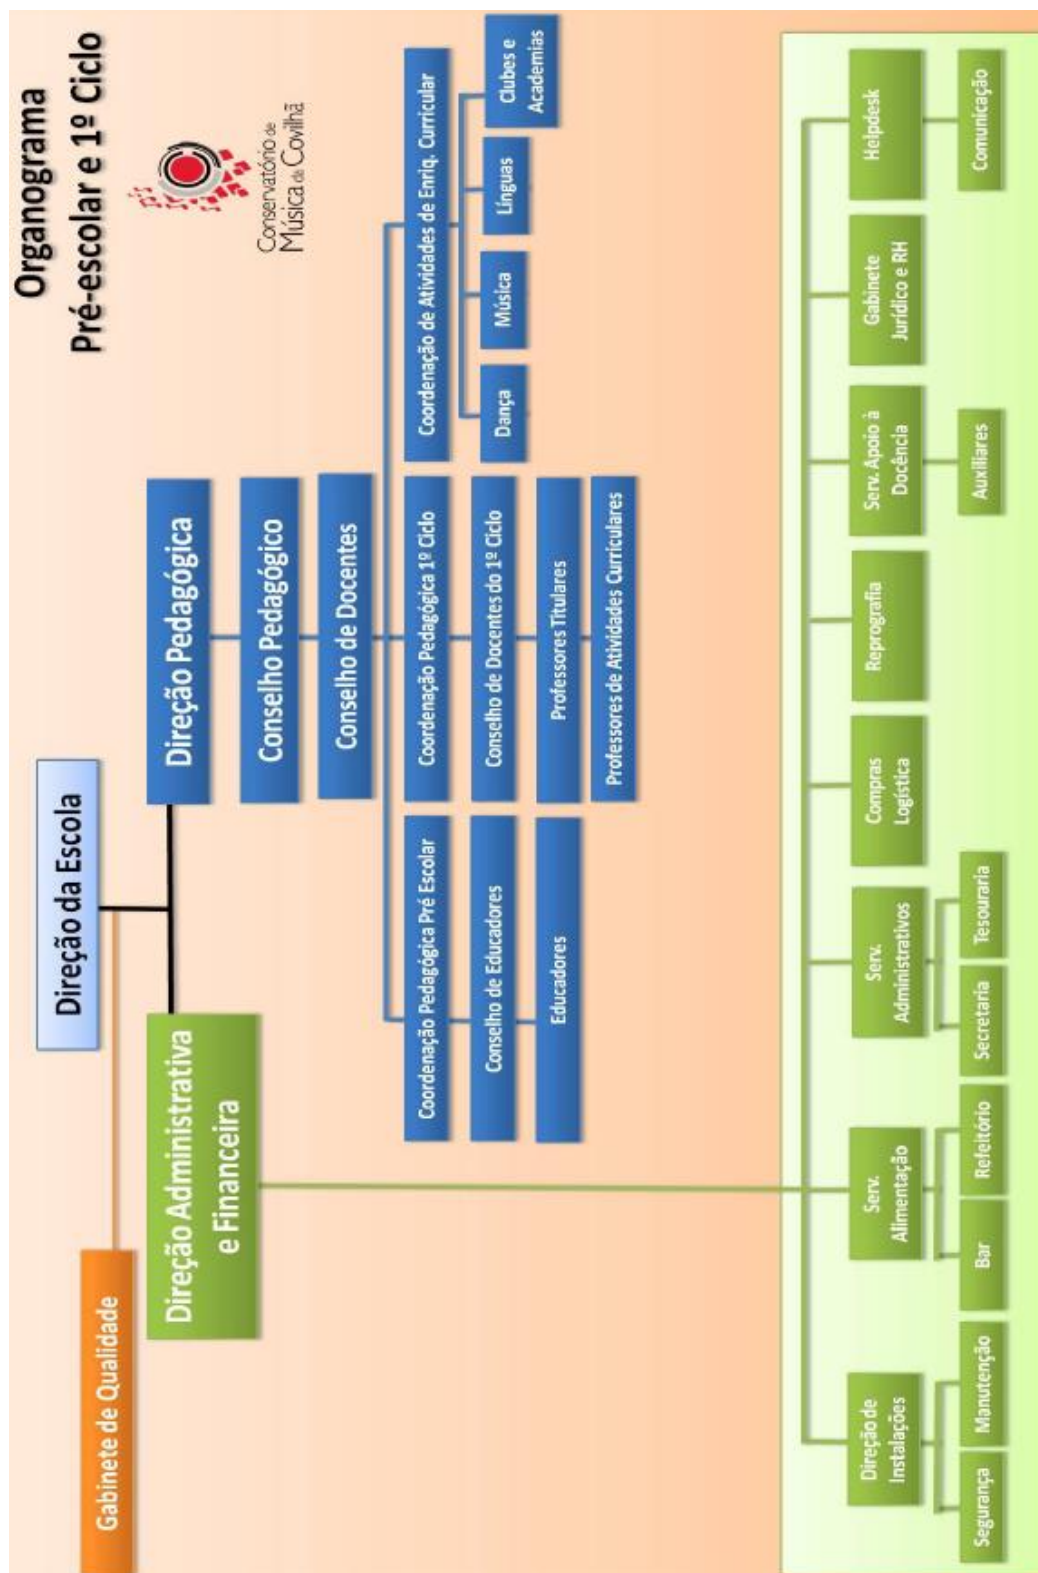 Organograma
Pré-escolar e 1º Ciclo
Conservatório de
Música da Covilhã
Direção da Escola
Gabinete de Qualidade
Direção Administrativa
e Financeira
Direção Pedagógica
Conselho Pedagógico
Conselho de Docentes
Coordenação Pedagógica Pré Escolar
Conselho de Educadores
Educadores
Coordenação Pedagógica 1º Ciclo
Conselho de Docentes do 1º Ciclo
Professores Titulares
Professores de Atividades Curriculares
Coordenação de Atividades de Enriq. Curricular
Dança
Música
Línguas
Clubes e
Academias
Direção de
Instalações
Segurança
Manutenção
Serv.
Alimentação
Bar
Refeitório
Serv.
Administrativos
Secretaria
Tesouraria
Compras
Logística
Reprografia
Serv. Apoio à
Docência
Auxiliares
Gabinete
Jurídico e RH
Helpdesk
Comunicação